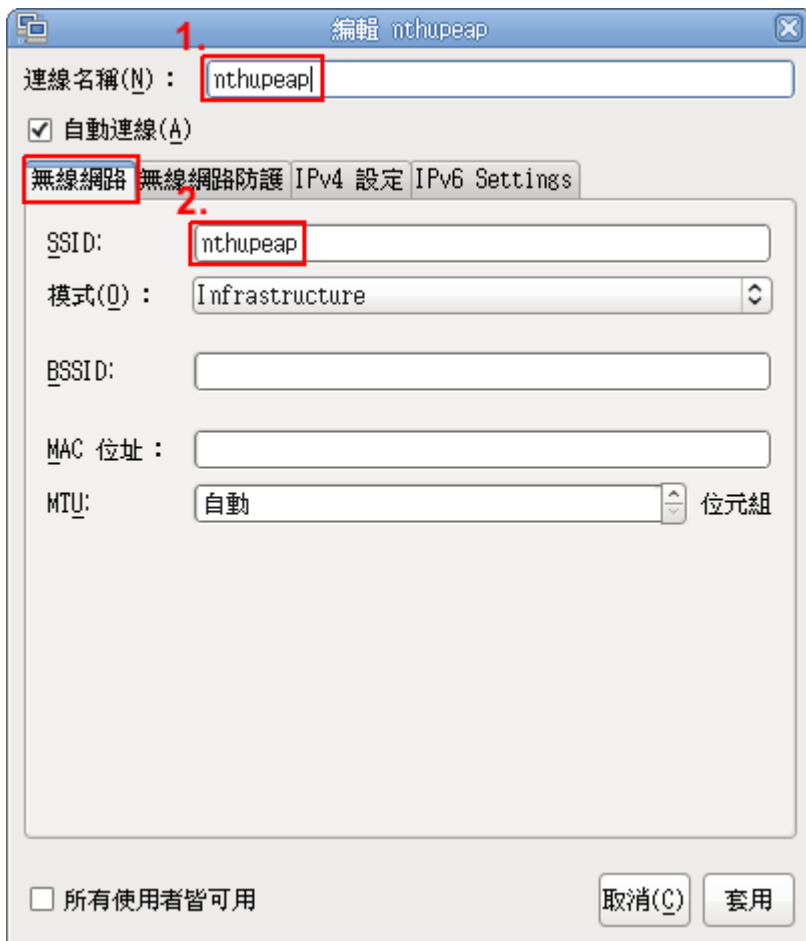 編輯 nthupeap
1.
連線名稱(N)： nthupeap
自動連線(A)
無線網路 無線網路防護 IPv4 設定 IPv6 Settings
2.
SSID: nthupeap
模式(O)： Infrastructure
BSSID:
MAC 位址：
MTU: 自動 位元組
所有使用者皆可用 取消(C) 套用